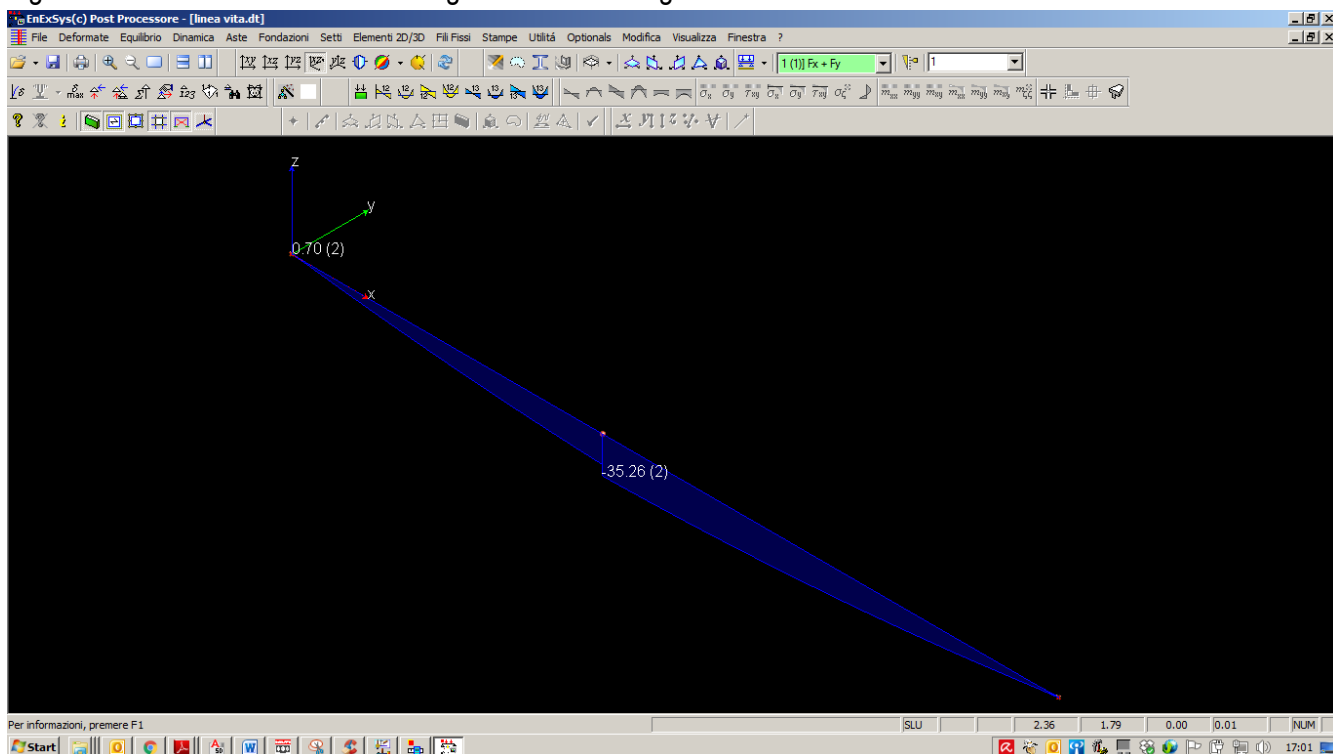 EnExSys(c) Post Processore - [linea vita.dt]
File Deformate Equilibrio Dinamica Aste Fondazioni Setti Elementi 2D/3D Fili Fissi Stampe Utilitá Optionals Modifica Visualizza Finestra ?
1 (1)] Fx + Fy 1
z
y
0.70 (2)
x
-35.26 (2)
Per informazioni, premere F1 SLU 2.36 1.79 0.00 0.01 NUM
Start 17:01